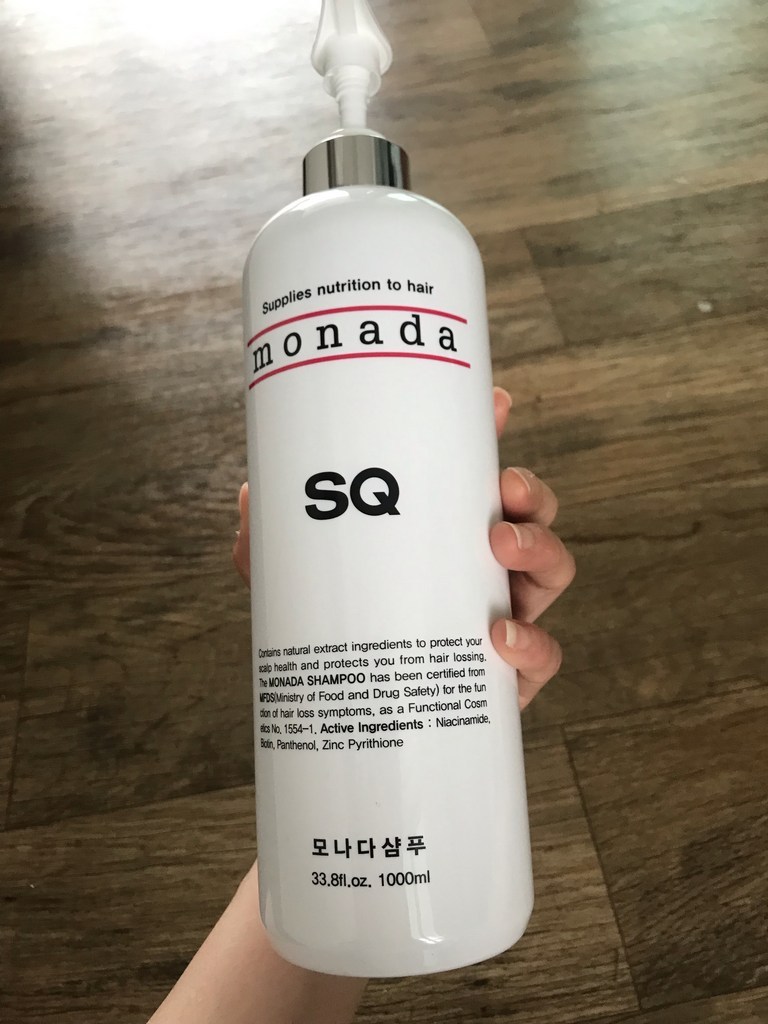 Supplies nutrition to hair
monada
SQ
Contains natural extract ingredients to protect your
scalp health and protects you from hair lossing.
The MONADA SHAMPOO has been certified from
MFDS(Ministry of Food and Drug Safety) for the fun
ction of hair loss symptoms, as a Functional Cosm
etics No. 1554-1. Active Ingredients : Niacinamide,
Biotin, Panthenol, Zinc Pyrithione
모나다샴푸
33.8fl.oz. 1000ml